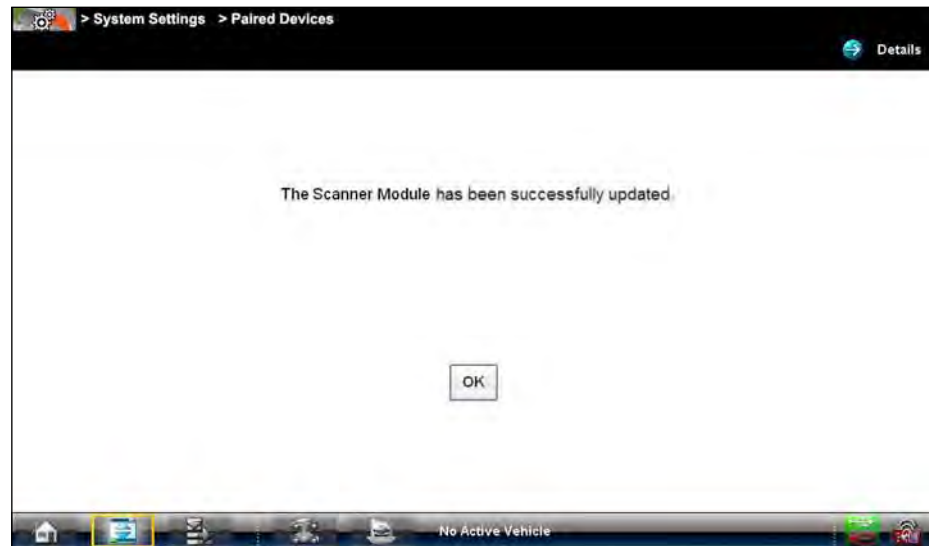 > System Settings > Paired Devices
Details
The Scanner Module has been successfully updated.
OK
No Active Vehicle